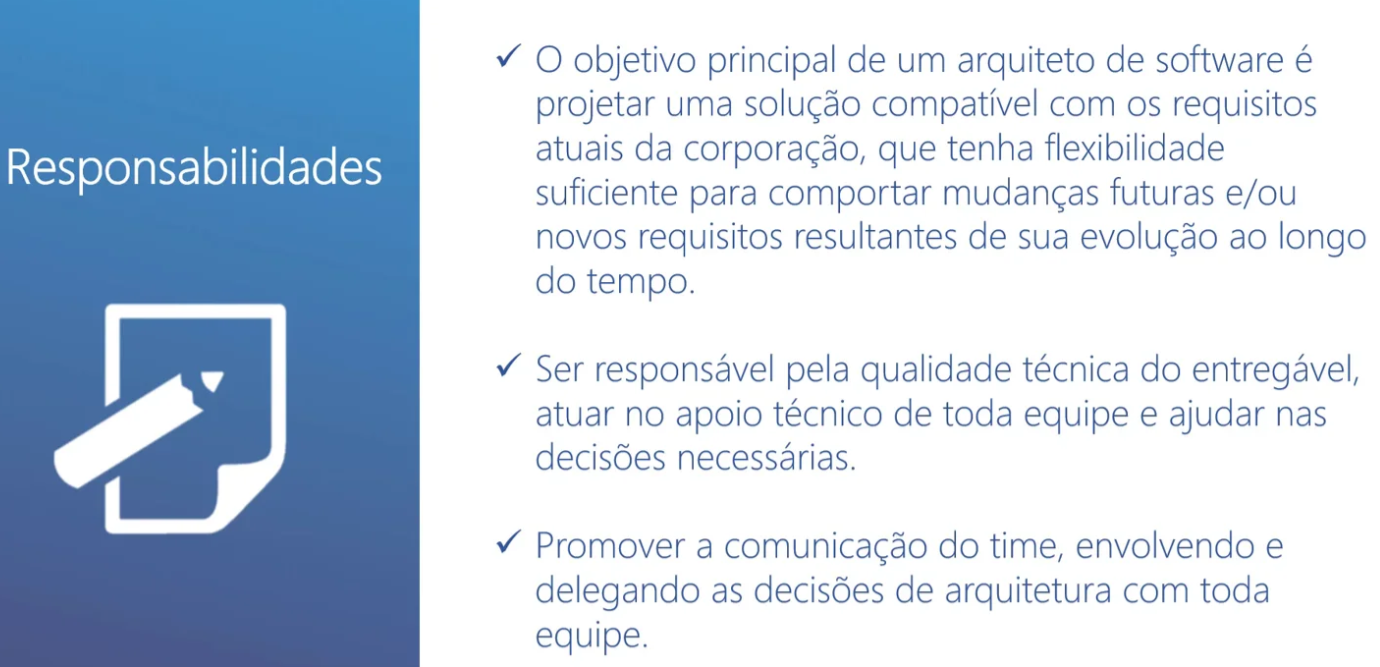 Responsabilidades
✓ O objetivo principal de um arquiteto de software é
projetar uma solução compatível com os requisitos
atuais da corporação, que tenha flexibilidade
suficiente para comportar mudanças futuras e/ou
novos requisitos resultantes de sua evolução ao longo
do tempo.
✓ Ser responsável pela qualidade técnica do entregável,
atuar no apoio técnico de toda equipe e ajudar nas
decisões necessárias.
✓ Promover a comunicação do time, envolvendo e
delegando as decisões de arquitetura com toda
equipe.